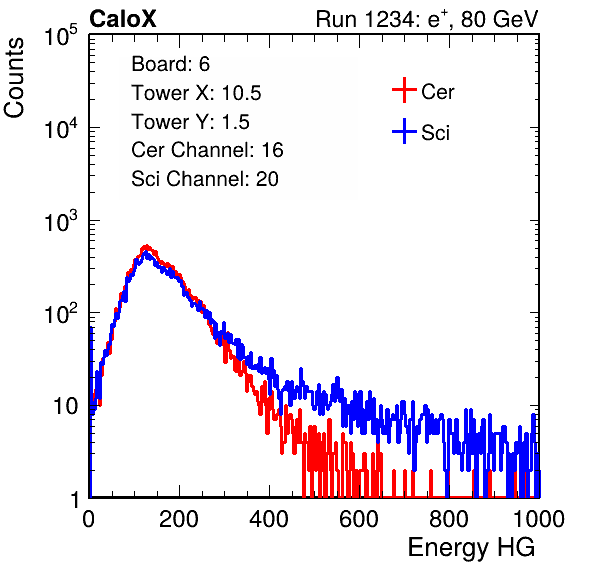 CaloX Run 1234: e⁺, 80 GeV
Counts
10⁵
10⁴
10³
10²
10
1
Board: 6
Tower X: 10.5
Tower Y: 1.5
Cer Channel: 16
Sci Channel: 20
Cer
Sci
0 200 400 600 800 1000
Energy HG